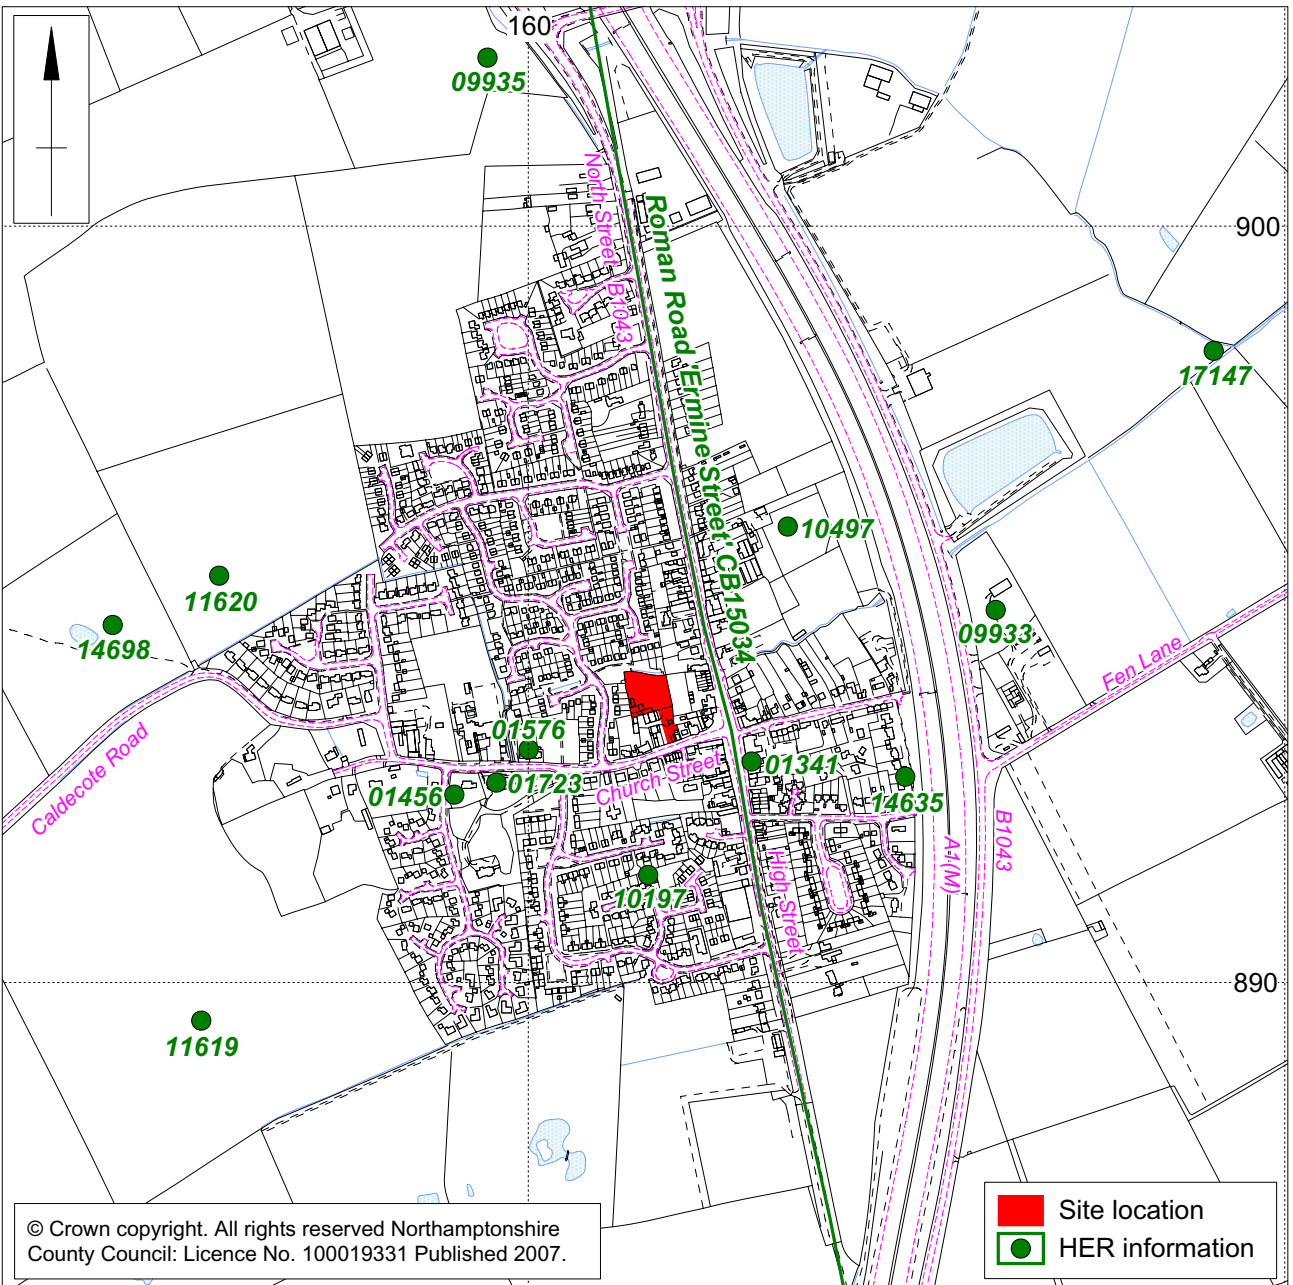 160
09935
North Street B1043
Roman Road 'Ermine Street' CB15034
900
17147
10497
11620
14698
09933
Fen Lane
Caldecote Road
01576
01723
01456
Church Street
01341
14635
10197
High Street
A1(M)
B1043
890
11619
© Crown copyright. All rights reserved Northamptonshire
County Council: Licence No. 100019331 Published 2007.
Site location
HER information